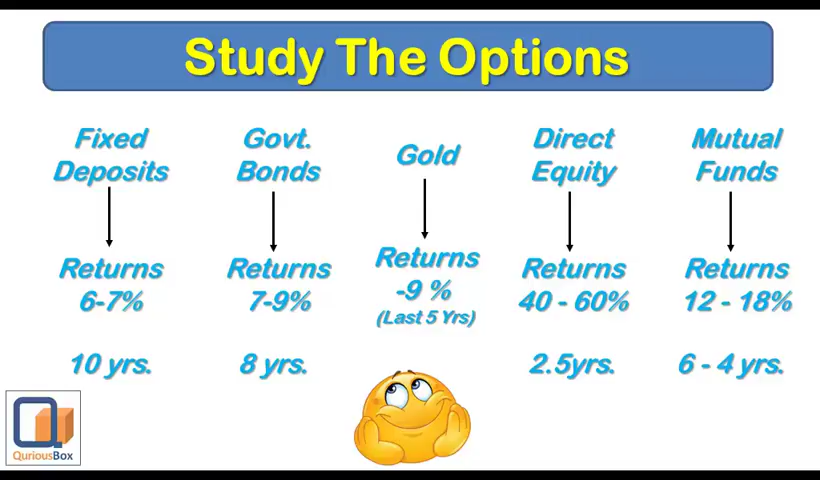 Study The Options
Fixed
Deposits
Returns
6-7%
10 yrs.
Govt.
Bonds
Returns
7-9%
8 yrs.
Gold
Returns
-9 %
(Last 5 Yrs)
Direct
Equity
Returns
40 - 60%
2.5yrs.
Mutual
Funds
Returns
12 - 18%
6 - 4 yrs.
QuriousBox